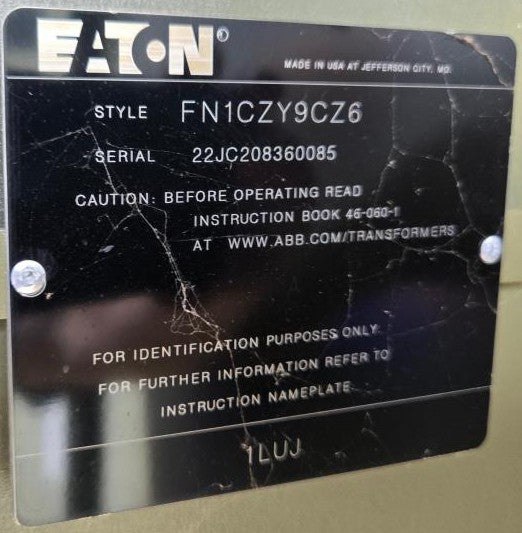 EATON®
MADE IN USA AT JEFFERSON CITY, MO.
STYLE FN1CZY9CZ6
SERIAL 22JC208360085
CAUTION: BEFORE OPERATING READ
INSTRUCTION BOOK 46-060-1
AT WWW.ABB.COM/TRANSFORMERS
FOR IDENTIFICATION PURPOSES ONLY.
FOR FURTHER INFORMATION REFER TO
INSTRUCTION NAMEPLATE.
1LUJ